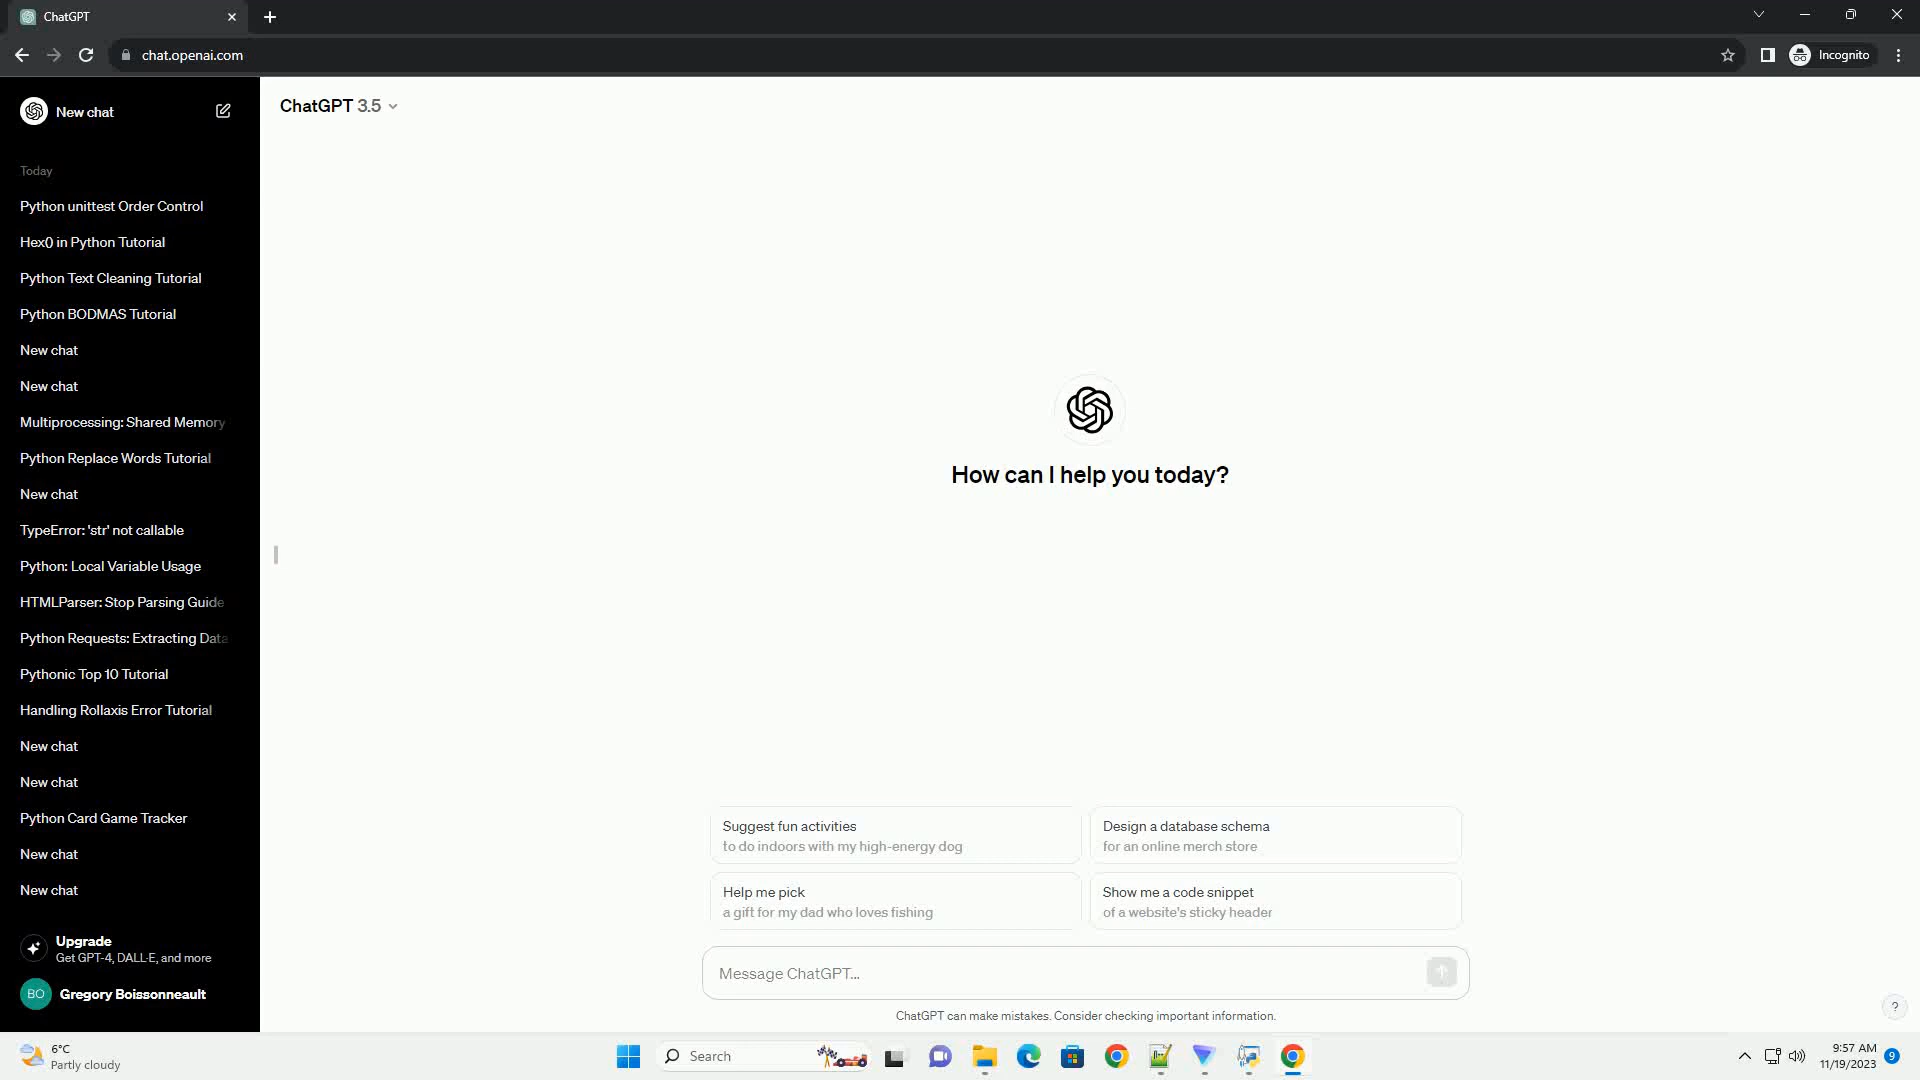 ChatGPT
chat.openai.com
Incognito
New chat
ChatGPT 3.5
Today
Python unittest Order Control
Hex() in Python Tutorial
Python Text Cleaning Tutorial
Python BODMAS Tutorial
New chat
New chat
Multiprocessing: Shared Memory
Python Replace Words Tutorial
New chat
TypeError: 'str' not callable
Python: Local Variable Usage
HTMLParser: Stop Parsing Guide
Python Requests: Extracting Data
Pythonic Top 10 Tutorial
Handling Rollaxis Error Tutorial
New chat
New chat
Python Card Game Tracker
New chat
New chat
Upgrade
Get GPT-4, DALL·E, and more
BO
Gregory Boissonneault
How can I help you today?
Suggest fun activities
to do indoors with my high-energy dog
Design a database schema
for an online merch store
Help me pick
a gift for my dad who loves fishing
Show me a code snippet
of a website's sticky header
Message ChatGPT...
ChatGPT can make mistakes. Consider checking important information.
?
6°C
Partly cloudy
Search
9:57 AM
11/19/2023
9